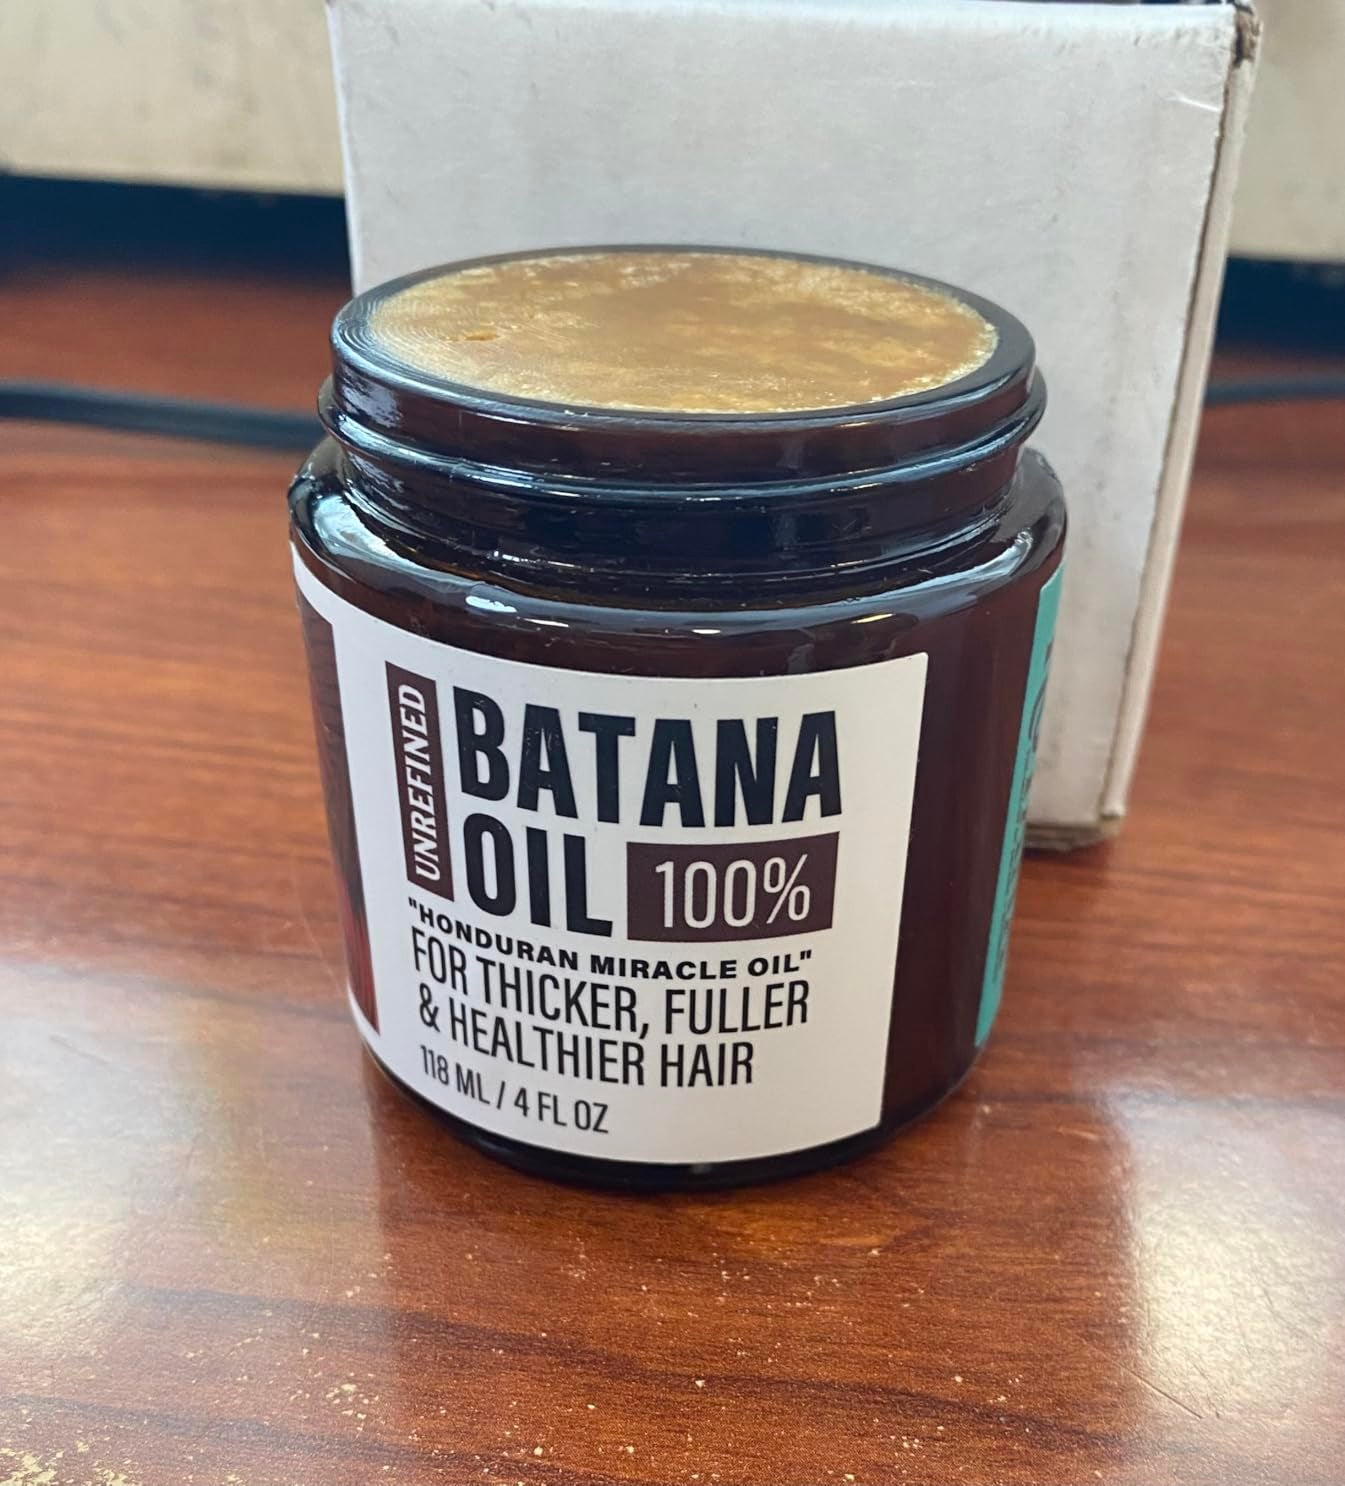 UNREFINED
BATANA
OIL 100%
"HONDURAN MIRACLE OIL"
FOR THICKER, FULLER
& HEALTHIER HAIR
118 ML / 4 FL OZ